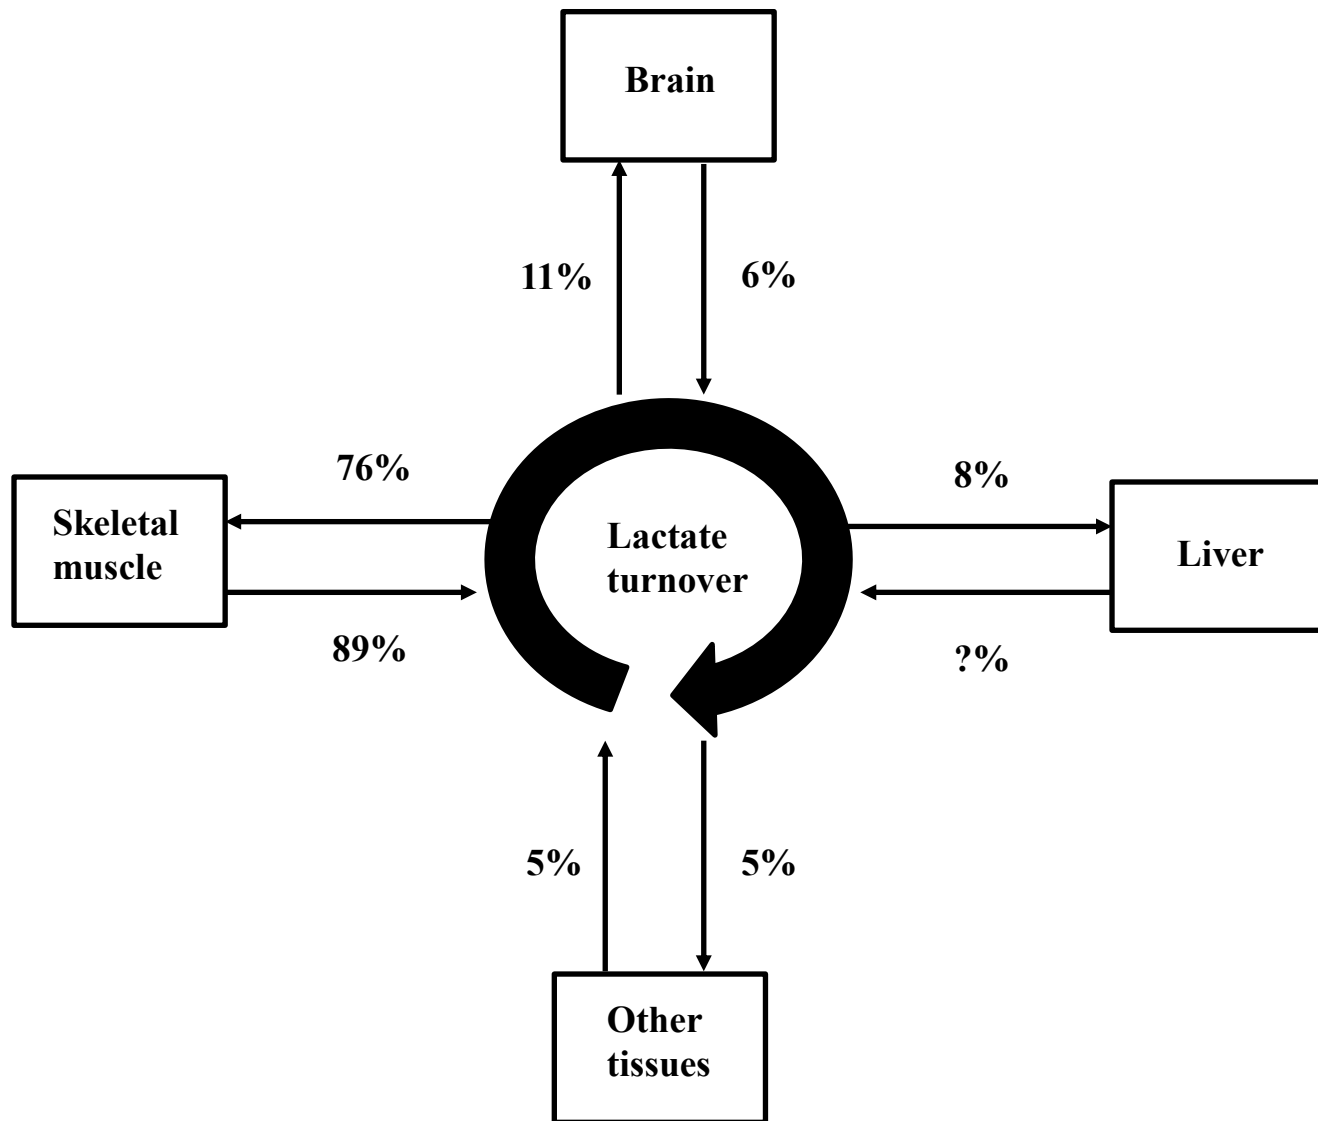 Brain
11%
6%
76%
8%
Skeletal
muscle
Lactate
turnover
Liver
89%
?%
5%
5%
Other
tissues